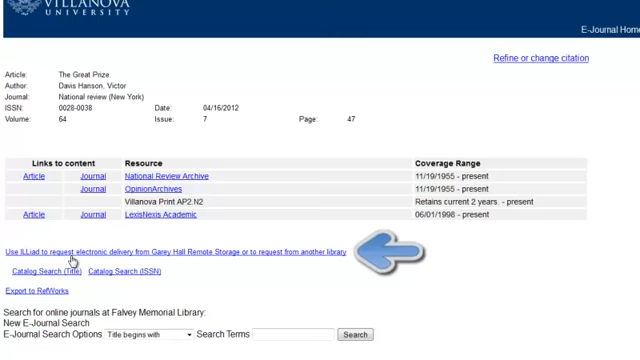 VILLANOVA
UNIVERSITY
E-Journal Hom
Refine or change citation
Article: The Great Prize.
Author: Davis Hanson, Victor
Journal: National review (New York)
ISSN: 0028-0038 Date: 04/16/2012
Volume: 64 Issue: 7 Page: 47
Links to content Resource Coverage Range
Article Journal National Review Archive 11/19/1955 - present
Journal OpinionArchives 11/19/1955 - present
Villanova Print AP2.N2 Retains current 2 years. - present
Article Journal LexisNexis Academic 06/01/1998 - present
Use ILLiad to request electronic delivery from Garey Hall Remote Storage or to request from another library
Catalog Search (Title) Catalog Search (ISSN)
Export to RefWorks
Search for online journals at Falvey Memorial Library:
New E-Journal Search
E-Journal Search Options Title begins with Search Terms Search